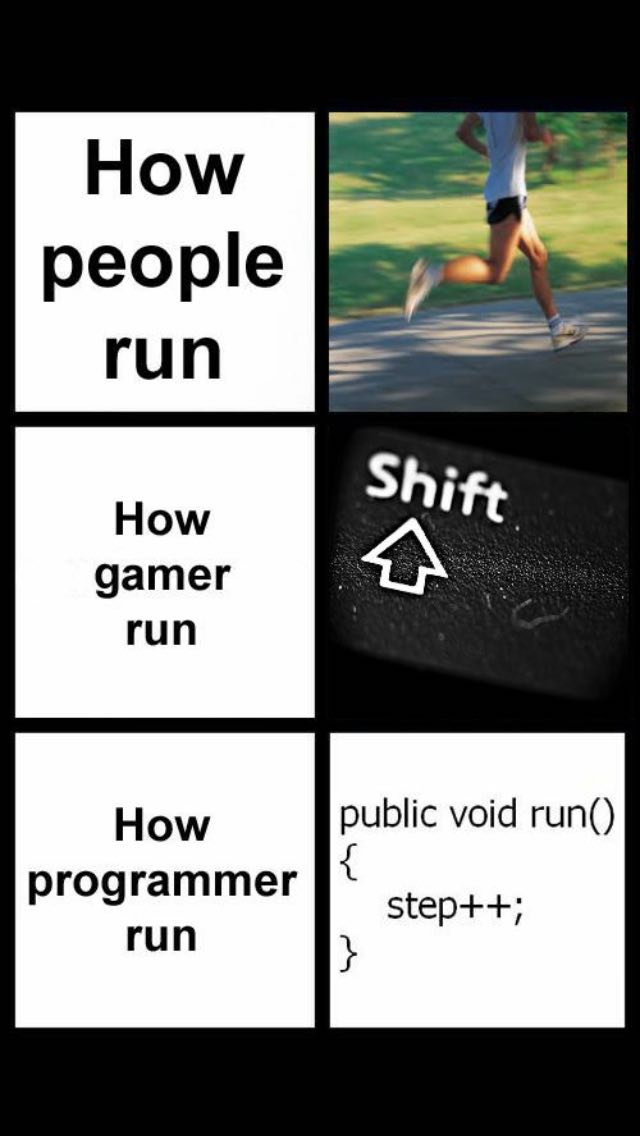 How
people
run
How
gamer
run
Shift
How
programmer
run
public void run()
{
step++;
}